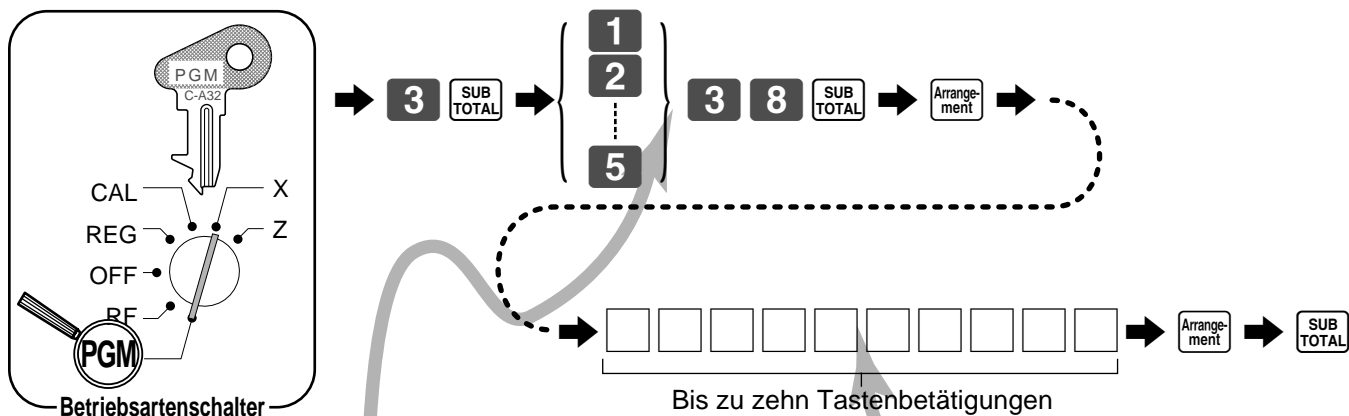 PGM
C-A32
CAL
X
REG
Z
OFF
RF
PGM
Betriebsartenschalter
3 SUB TOTAL
1
2
5
3 8 SUB TOTAL
Arrange-
ment
Arrange-
ment
SUB
TOTAL
Bis zu zehn Tastenbetätigungen